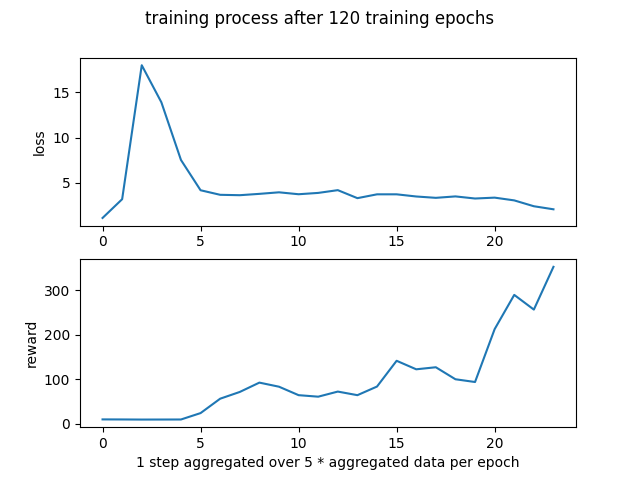 training process after 120 training epochs
15
10
5
loss
0 5 10 15 20
300
200
100
0
reward
0 5 10 15 20
1 step aggregated over 5 * aggregated data per epoch